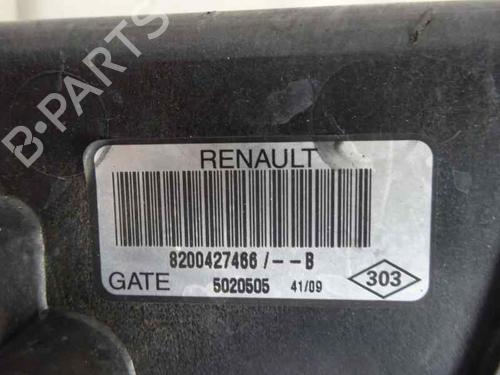 B-PARTS
RENAULT
8200427466/--B
GATE 5020505 41/09 303